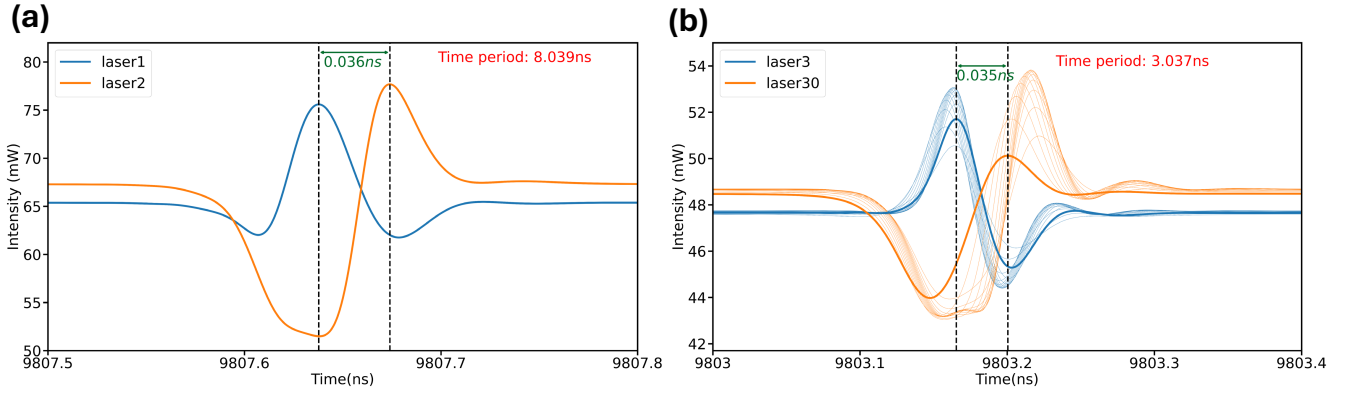 (a)
laser1
laser2
0.036ns
Time period: 8.039ns
Intensity (mW)
80
75
70
65
60
55
50
9807.5
9807.6
9807.7
9807.8
Time(ns)
(b)
laser3
laser30
0.035ns
Time period: 3.037ns
Intensity (mW)
54
52
50
48
46
44
42
9803
9803.1
9803.2
9803.3
9803.4
Time(ns)